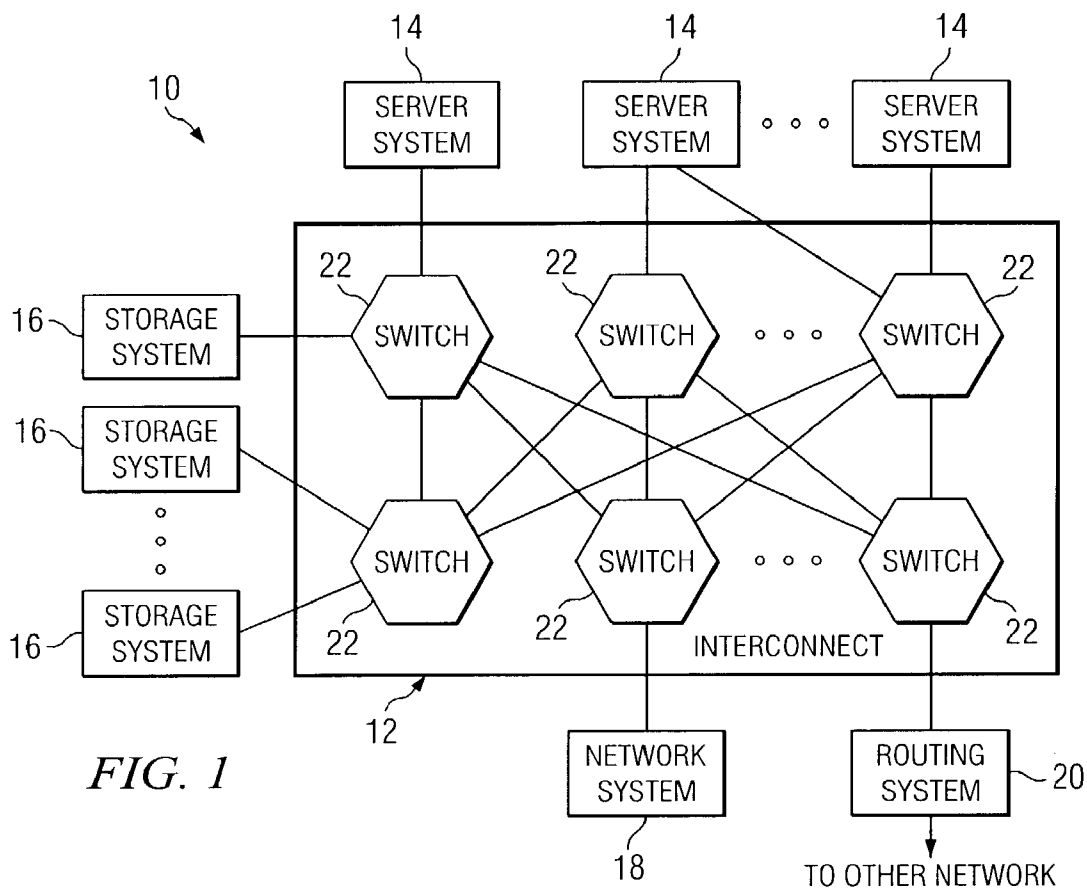 14
14
14
10
SERVER
SYSTEM
SERVER
SYSTEM
SERVER
SYSTEM
22
22
22
16
STORAGE
SYSTEM
SWITCH
SWITCH
SWITCH
16
STORAGE
SYSTEM
SWITCH
SWITCH
SWITCH
16
STORAGE
SYSTEM
22
22
22
INTERCONNECT
12
FIG. 1
NETWORK
SYSTEM
ROUTING
SYSTEM
20
18
TO OTHER NETWORK